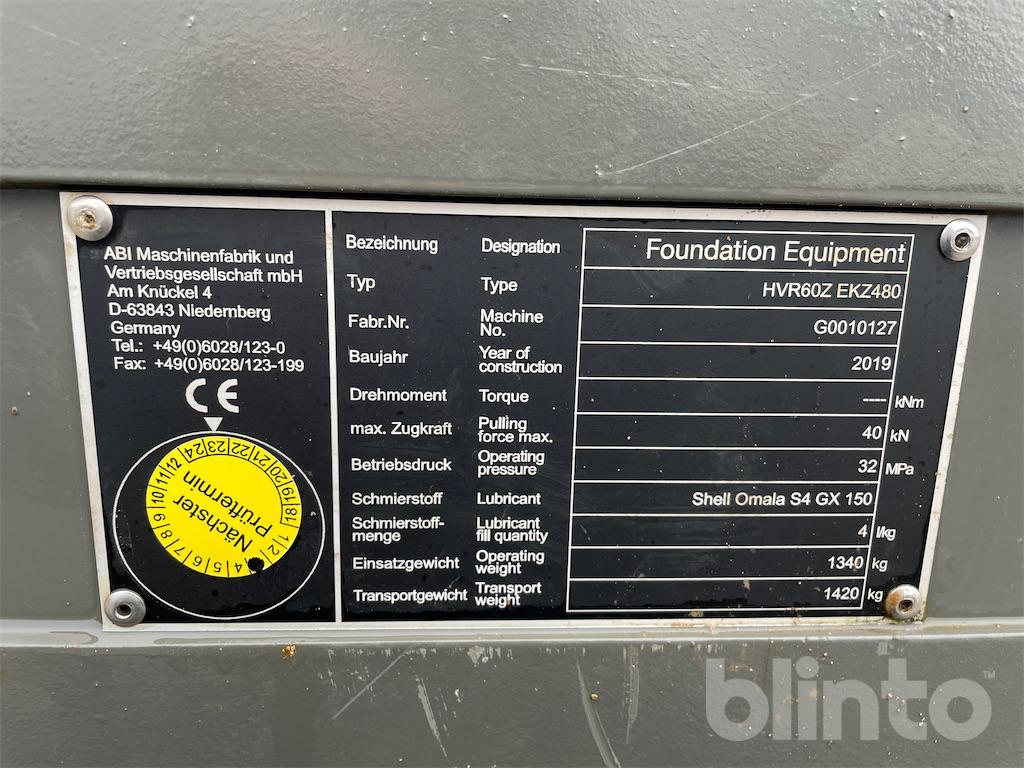 ABI Maschinenfabrik und
Vertriebsgesellschaft mbH
Am Knückel 4
D-63843 Niedernberg
Germany
Tel.: +49(0)6028/123-0
Fax: +49(0)6028/123-199
CE
Nächster
Prüftermin
1 2 4 5 6 7 8 9 10 11 12
24 23 22 21 20 19 18
Bezeichnung Designation Foundation Equipment
Typ Type HVR60Z EKZ480
Fabr.Nr. Machine No. G0010127
Baujahr Year of construction 2019
Drehmoment Torque ---- kNm
max. Zugkraft Pulling force max. 40 kN
Betriebsdruck Operating pressure 32 MPa
Schmierstoff Lubricant Shell Omala S4 GX 150
Schmierstoff-menge Lubricant fill quantity 4 l/kg
Einsatzgewicht Operating weight 1340 kg
Transportgewicht Transport weight 1420 kg
blinto™